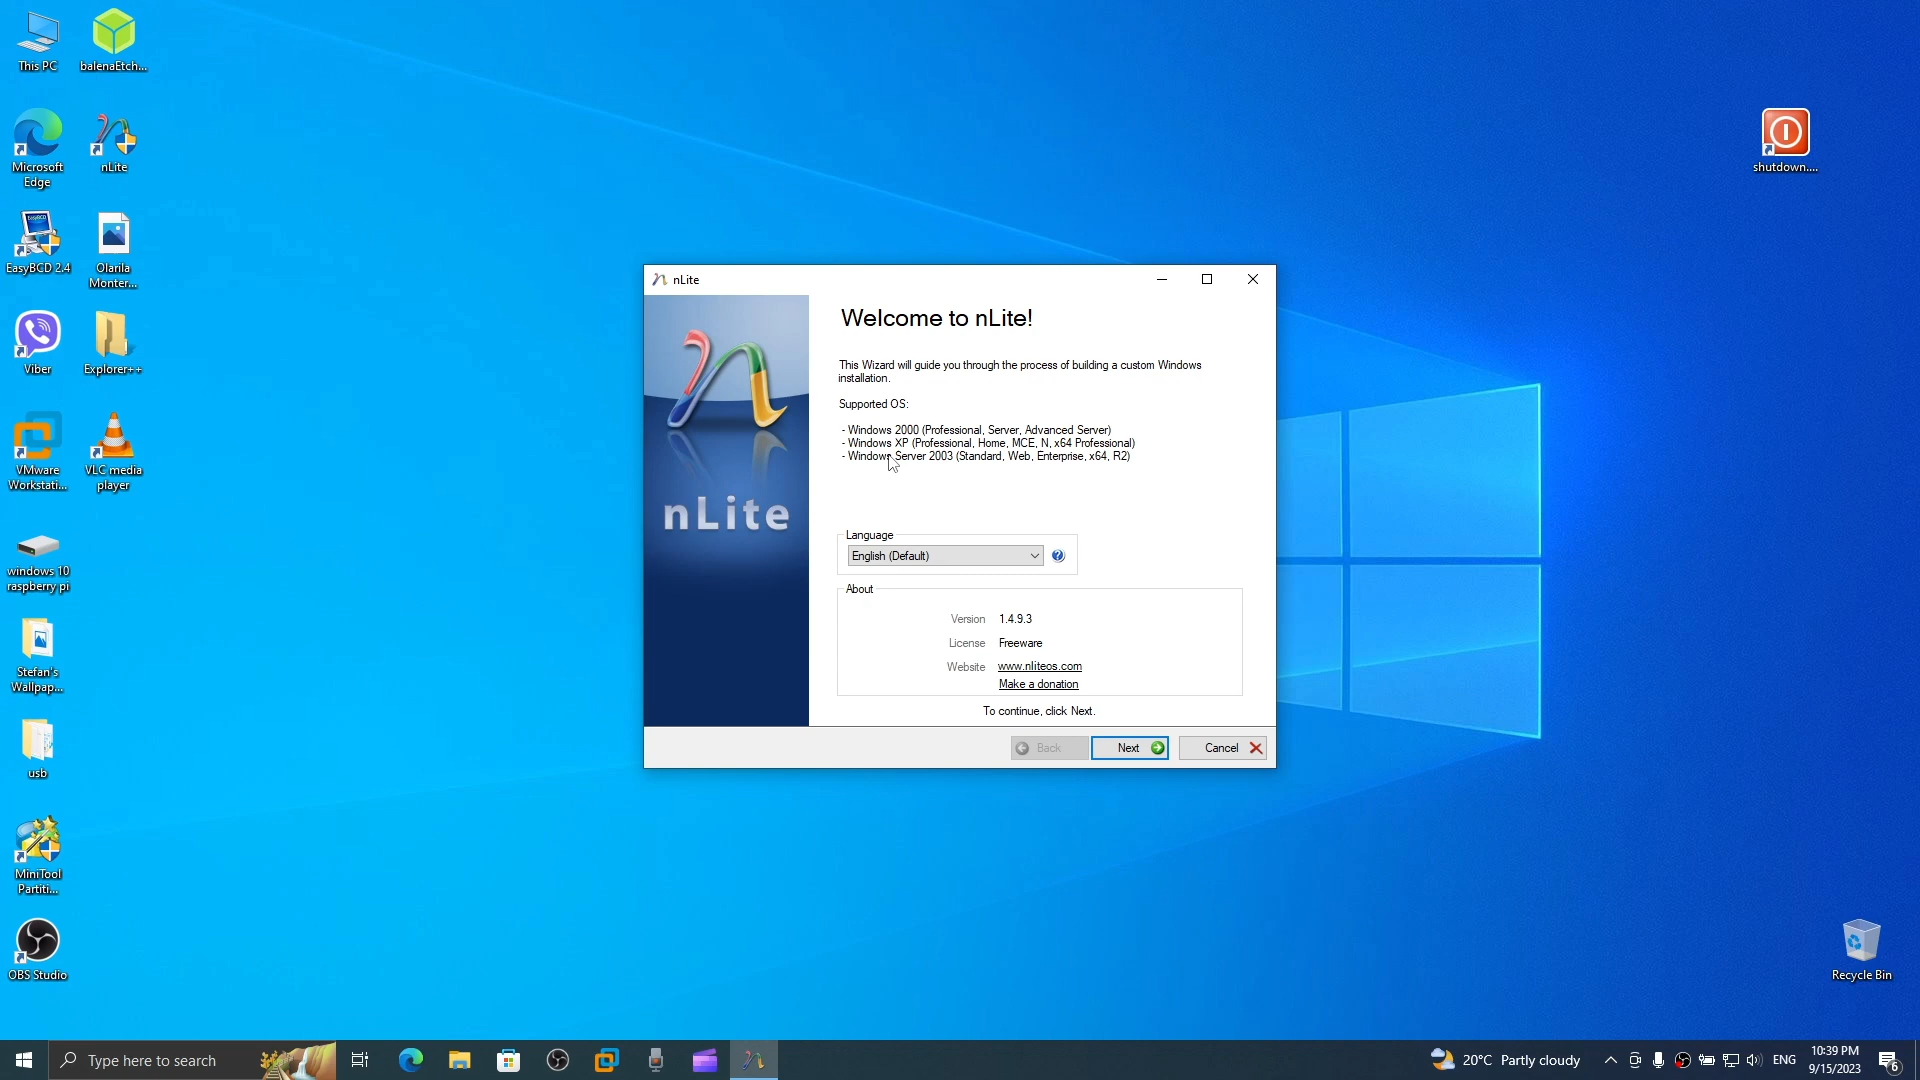 This PC
balenaEtch...
Microsoft
Edge
nLite
EasyBCD 2.4
Olarila
Monter...
Viber
Explorer++
VMware
Workstati...
VLC media
player
windows 10
raspberry pi
Stefan's
Wallpap...
usb
MiniTool
Partiti...
OBS Studio
shutdown....
Recycle Bin
nLite
Welcome to nLite!
This Wizard will guide you through the process of building a custom Windows
installation.
Supported OS:
- Windows 2000 (Professional, Server, Advanced Server)
- Windows XP (Professional, Home, MCE, N, x64 Professional)
- Windows Server 2003 (Standard, Web, Enterprise, x64, R2)
nLite
Language
English (Default)
About
Version 1.4.9.3
License Freeware
Website www.nliteos.com
Make a donation
To continue, click Next.
Back
Next
Cancel
Type here to search
20°C Partly cloudy
ENG
10:39 PM
9/15/2023
6